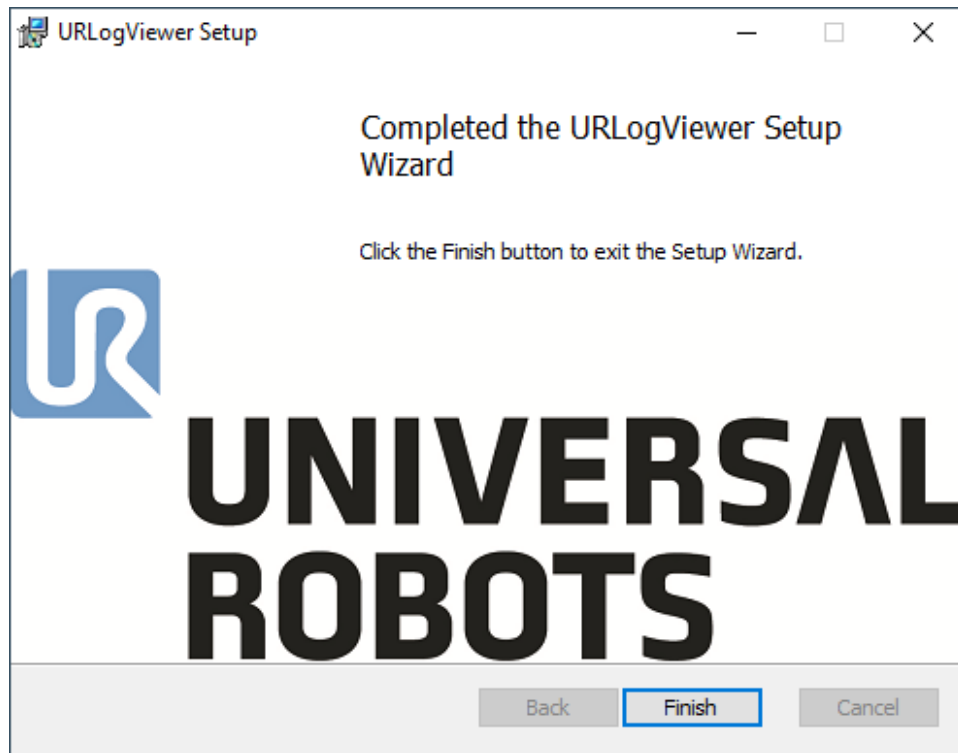 URLogViewer Setup
Completed the URLogViewer Setup
Wizard
Click the Finish button to exit the Setup Wizard.
UR
UNIVERSAL
ROBOTS
Back
Finish
Cancel